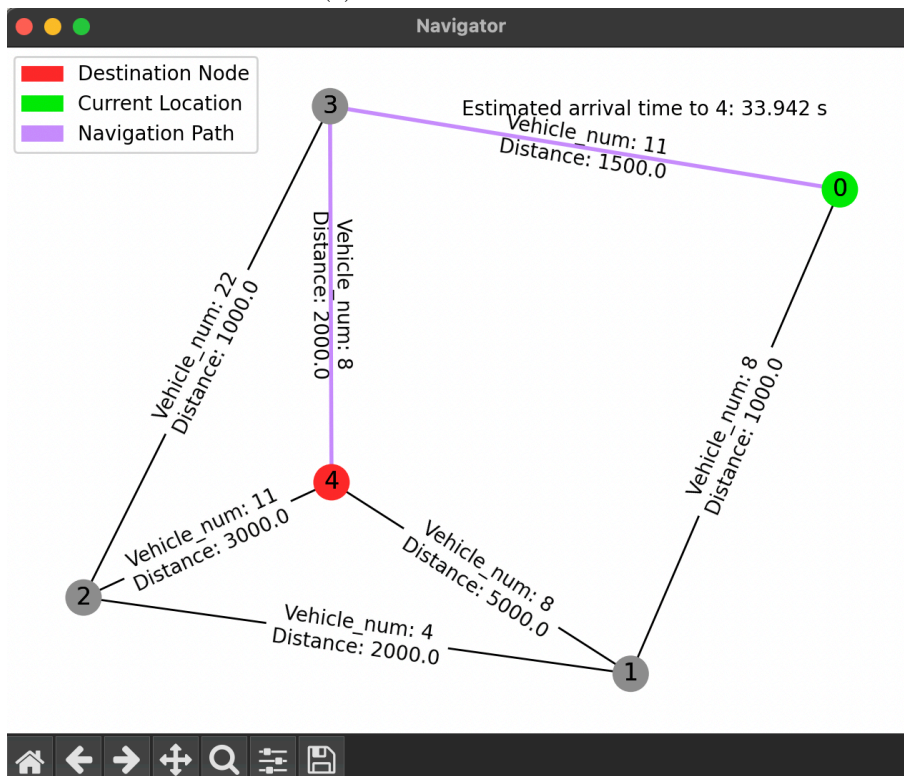 Navigator
Destination Node
Current Location
Navigation Path
3
Estimated arrival time to 4: 33.942 s
Vehicle_num: 11
Distance: 1500.0
0
Vehicle_num: 8
Distance: 2000.0
Vehicle_num: 22
Distance: 1000.0
Vehicle_num: 8
Distance: 1000.0
4
Vehicle_num: 11
Distance: 3000.0
Vehicle_num: 8
Distance: 5000.0
2
Vehicle_num: 4
Distance: 2000.0
1